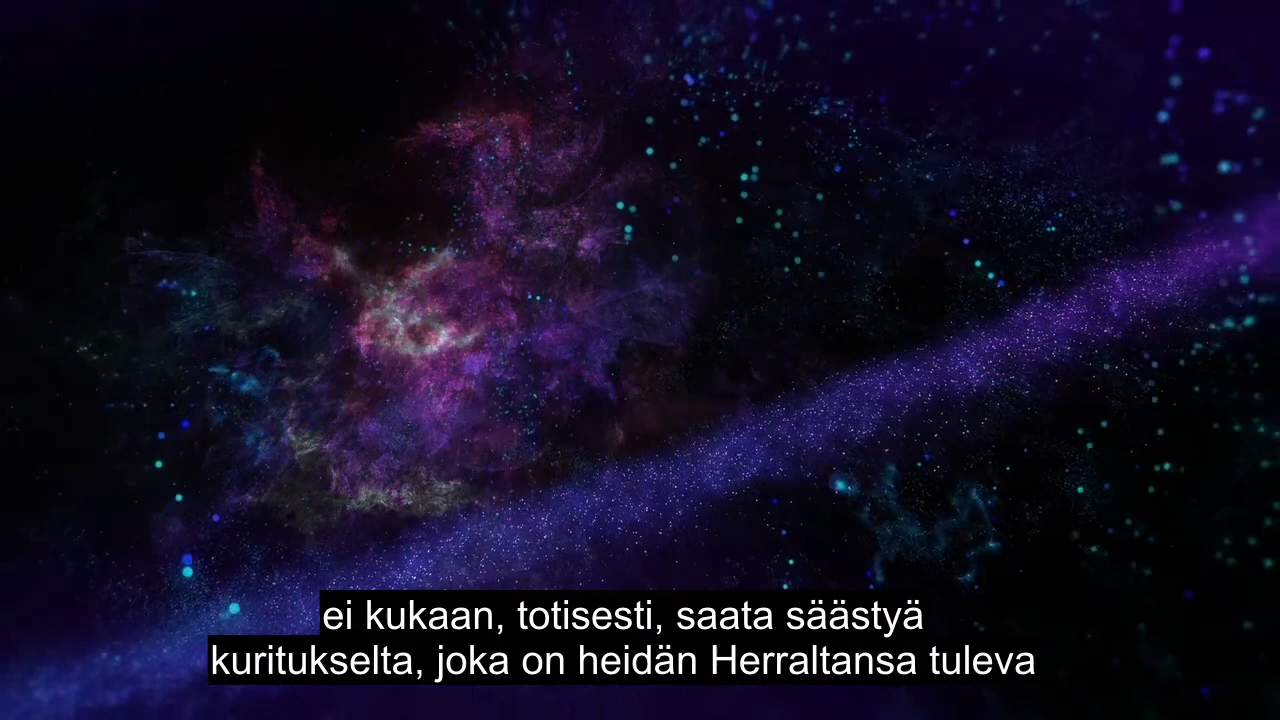 ei kukaan, totisesti, saata säästyä
kuritukselta, joka on heidän Herraltansa tuleva